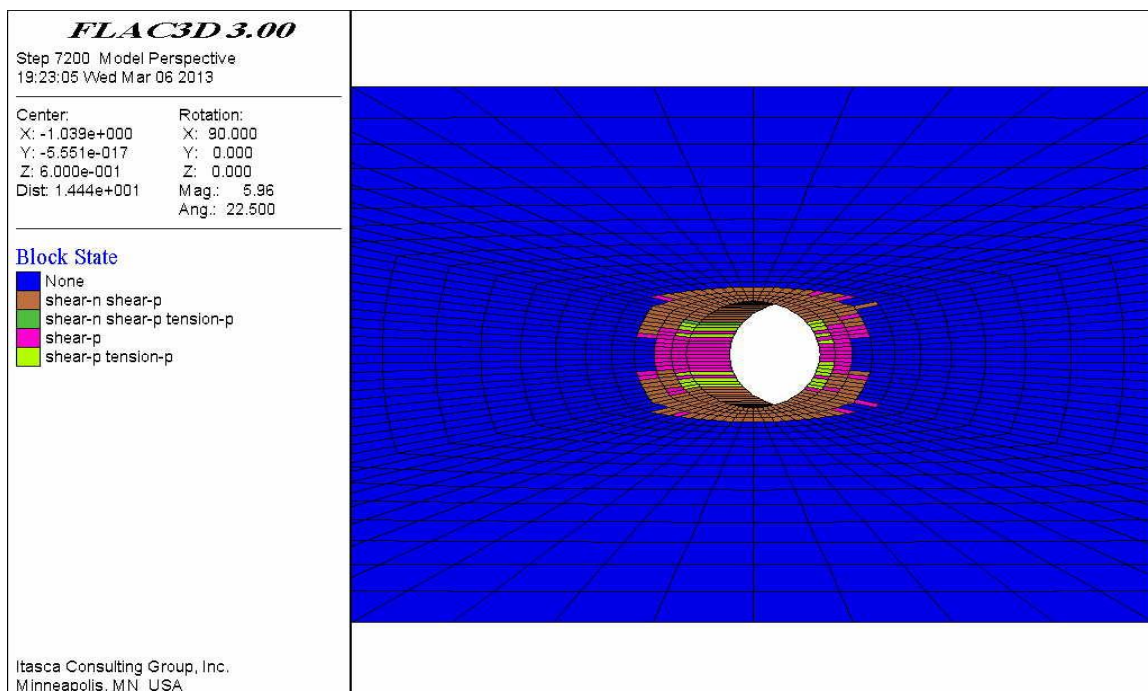 FLAC3D 3.00
Step 7200 Model Perspective
19:23:05 Wed Mar 06 2013
Center:
X: -1.039e+000
Y: -5.551e-017
Z: 6.000e-001
Dist: 1.444e+001
Rotation:
X: 90.000
Y: 0.000
Z: 0.000
Mag.: 5.96
Ang.: 22.500
Block State
None
shear-n shear-p
shear-n shear-p tension-p
shear-p
shear-p tension-p
Itasca Consulting Group, Inc.
Minneapolis, MN USA